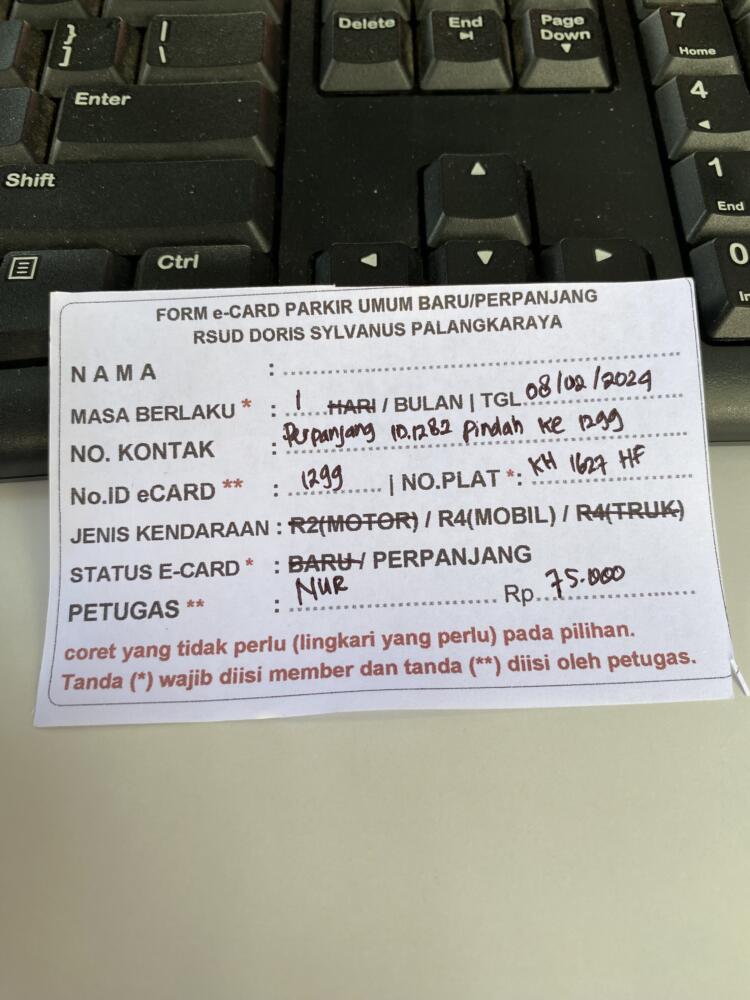 } ]
| \
Delete
End
Page Down
7 Home
Enter
4
Shift
1 End
Ctrl
0
FORM e-CARD PARKIR UMUM BARU/PERPANJANG
RSUD DORIS SYLVANUS PALANGKARAYA
NAMA :
MASA BERLAKU * : 1 HARI / BULAN | TGL 08/02/2024
NO. KONTAK : Perpanjang ID.1282 Pindah ke 1299
No.ID eCARD ** : 1299 | NO.PLAT *: KH 1627 HF
JENIS KENDARAAN : R2(MOTOR) / R4(MOBIL) / R4(TRUK)
STATUS E-CARD * : BARU / PERPANJANG
PETUGAS ** : NUR Rp. 75.000
coret yang tidak perlu (lingkari yang perlu) pada pilihan.
Tanda (*) wajib diisi member dan tanda (**) diisi oleh petugas.